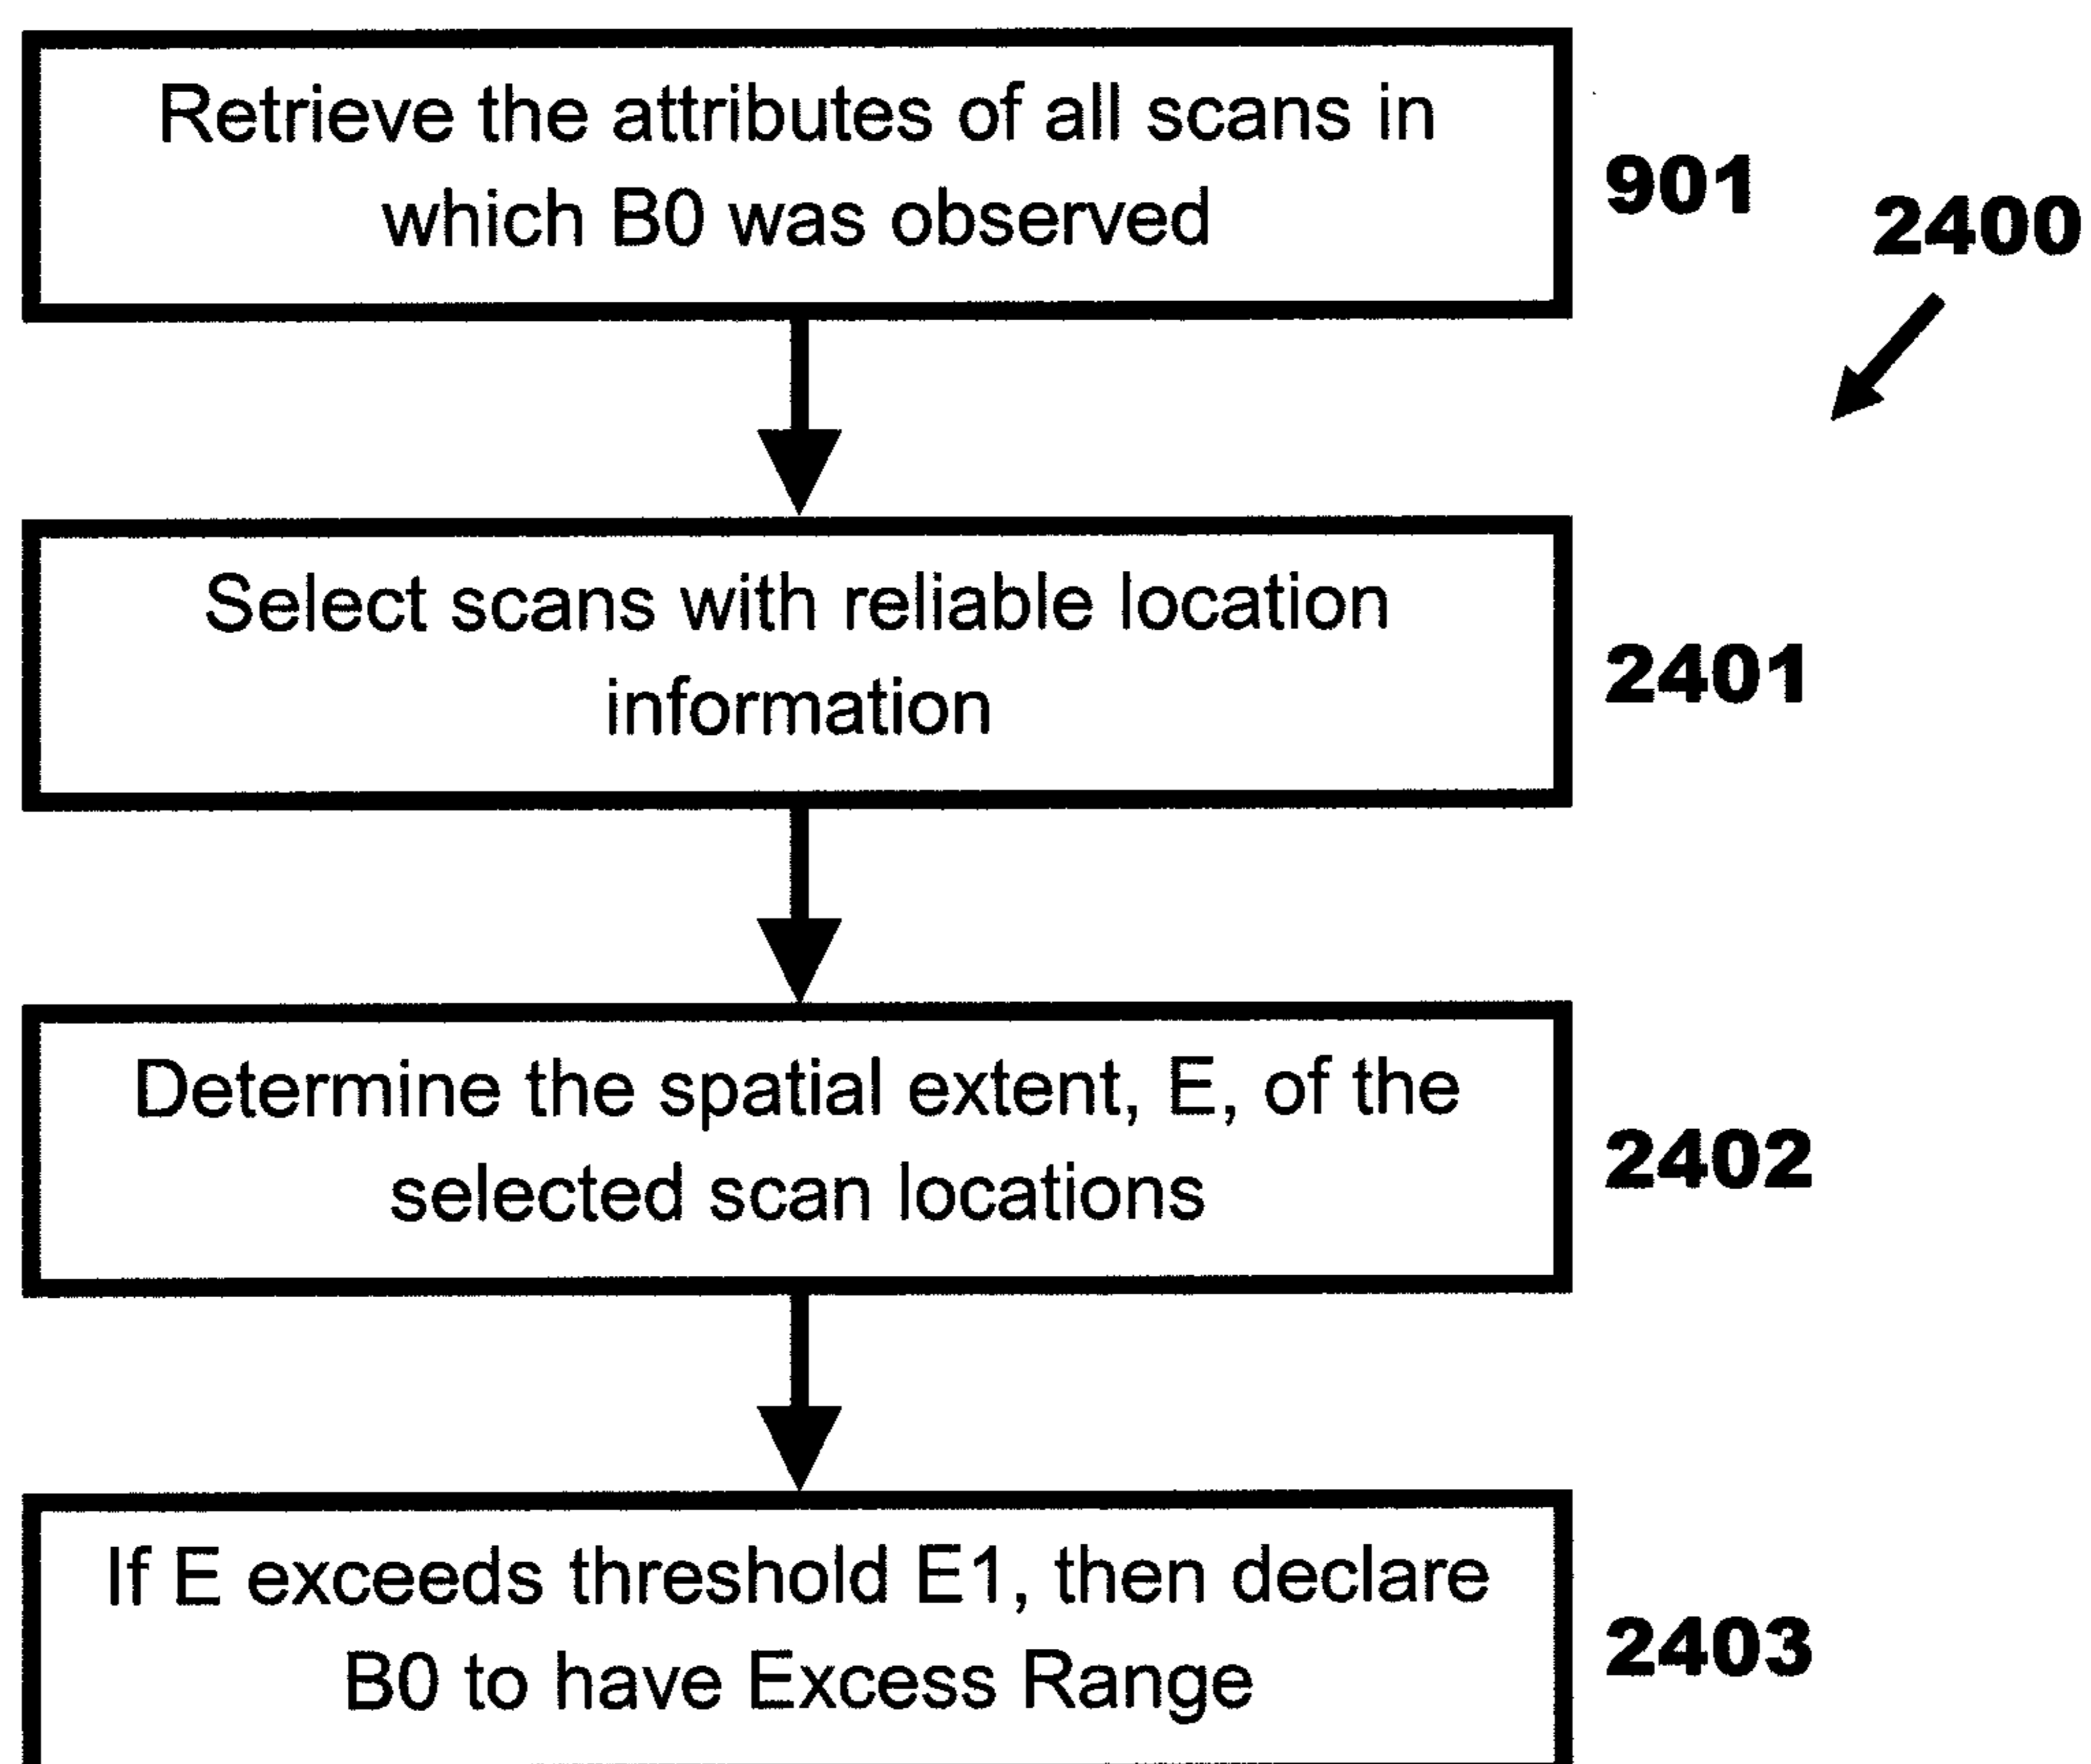 Retrieve the attributes of all scans in
which B0 was observed
901
2400
Select scans with reliable location
information
2401
Determine the spatial extent, E, of the
selected scan locations
2402
If E exceeds threshold E1, then declare
B0 to have Excess Range
2403